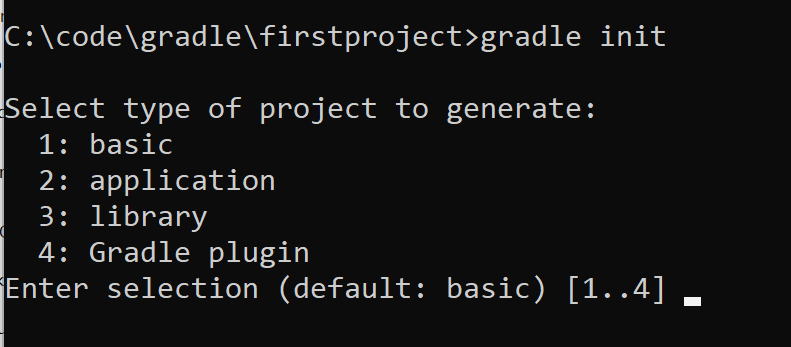 C:\code\gradle\firstproject>gradle init
Select type of project to generate:
1: basic
2: application
3: library
4: Gradle plugin
Enter selection (default: basic) [1..4]